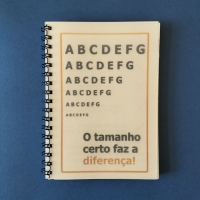 ABCDEFG
ABCDEFG
ABCDEFG
ABCDEFG
ABCDEFG
ABCDEFG
O tamanho
certo faz a
diferença!